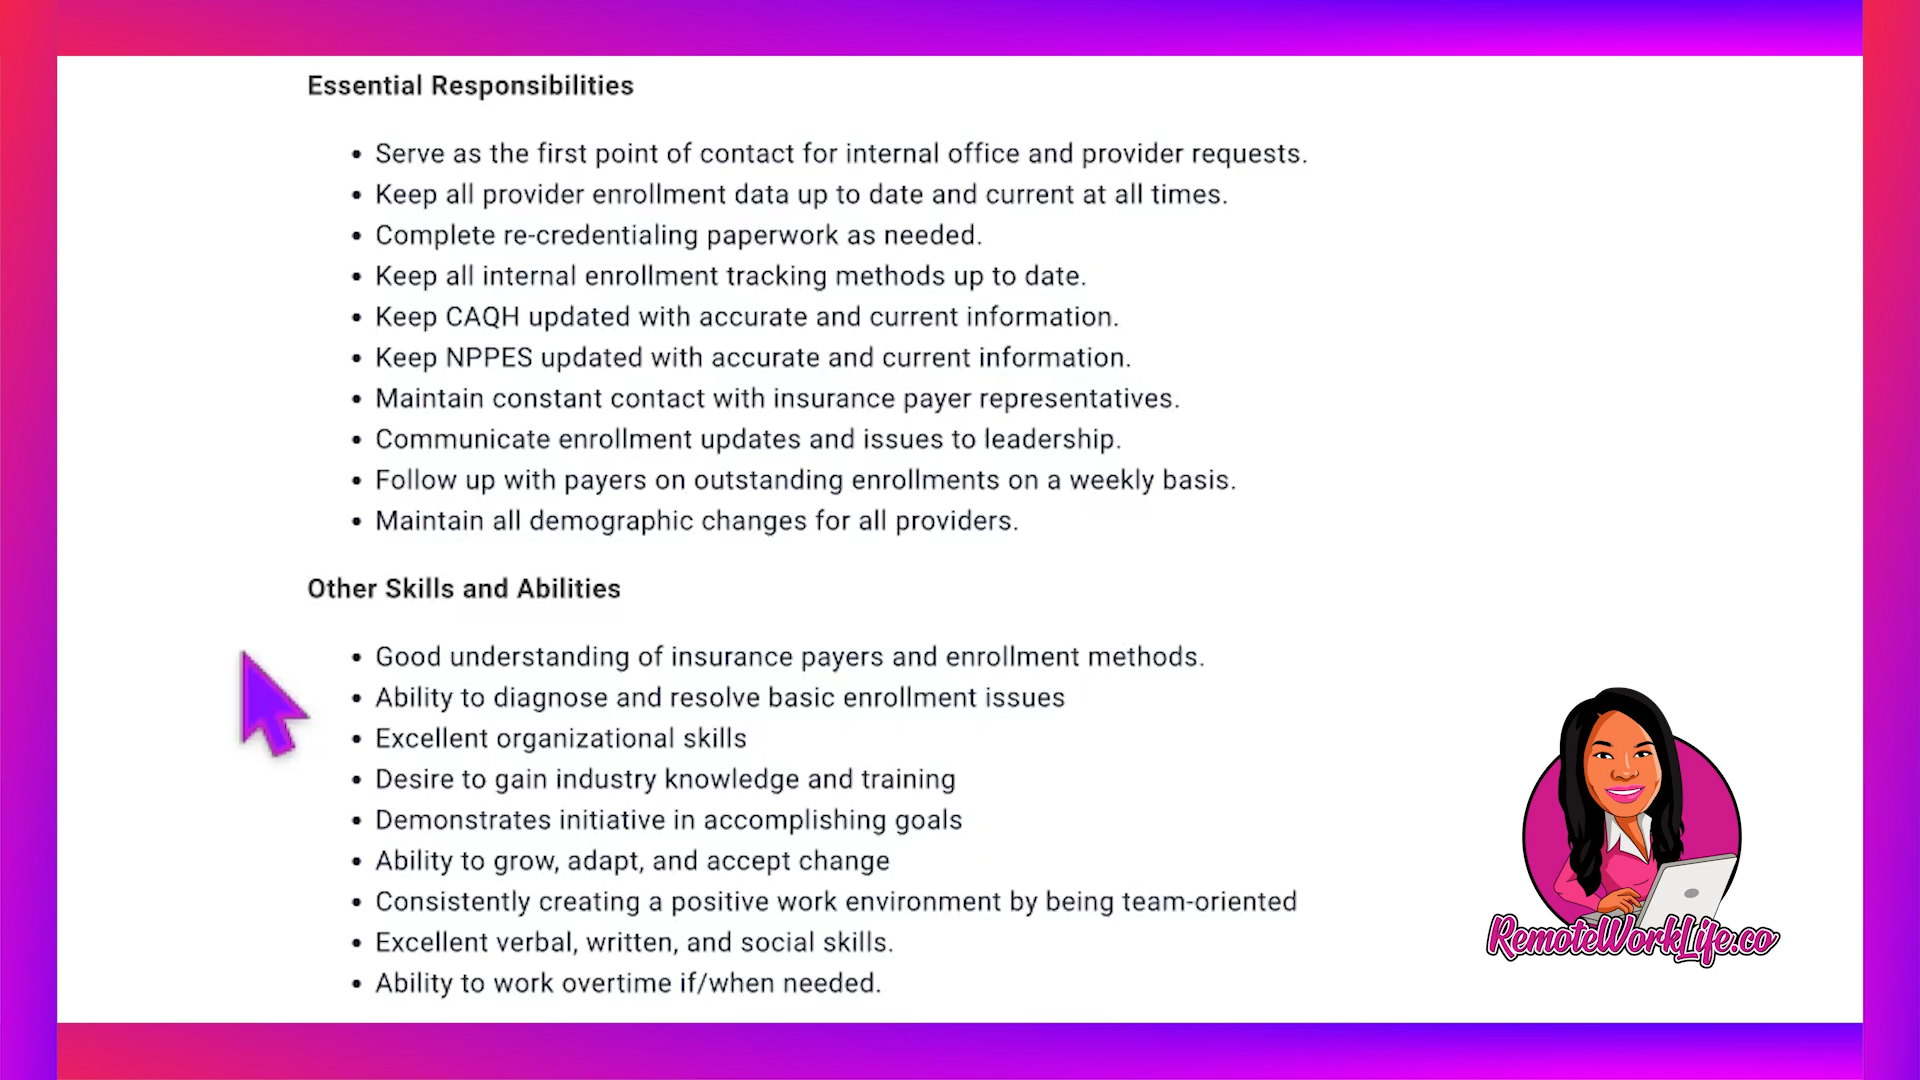 Essential Responsibilities
• Serve as the first point of contact for internal office and provider requests.
• Keep all provider enrollment data up to date and current at all times.
• Complete re-credentialing paperwork as needed.
• Keep all internal enrollment tracking methods up to date.
• Keep CAQH updated with accurate and current information.
• Keep NPPES updated with accurate and current information.
• Maintain constant contact with insurance payer representatives.
• Communicate enrollment updates and issues to leadership.
• Follow up with payers on outstanding enrollments on a weekly basis.
• Maintain all demographic changes for all providers.
Other Skills and Abilities
• Good understanding of insurance payers and enrollment methods.
• Ability to diagnose and resolve basic enrollment issues
• Excellent organizational skills
• Desire to gain industry knowledge and training
• Demonstrates initiative in accomplishing goals
• Ability to grow, adapt, and accept change
• Consistently creating a positive work environment by being team-oriented
• Excellent verbal, written, and social skills.
• Ability to work overtime if/when needed.
RemoteWorkLife.co